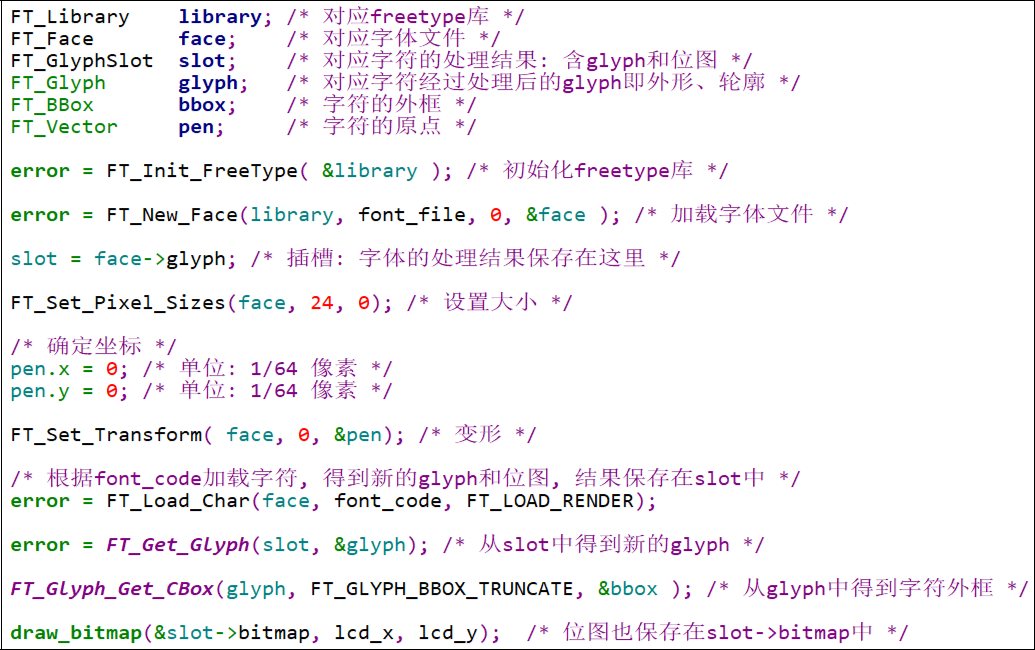 FT_Library    library; /* 对应freetype库 */
FT_Face       face;    /* 对应字体文件 */
FT_GlyphSlot  slot;    /* 对应字符的处理结果: 含glyph和位图 */
FT_Glyph      glyph;   /* 对应字符经过处理后的glyph即外形、轮廓 */
FT_BBox       bbox;    /* 字符的外框 */
FT_Vector     pen;     /* 字符的原点 */
error = FT_Init_FreeType( &library ); /* 初始化freetype库 */
error = FT_New_Face(library, font_file, 0, &face ); /* 加载字体文件 */
slot = face->glyph; /* 插槽: 字体的处理结果保存在这里 */
FT_Set_Pixel_Sizes(face, 24, 0); /* 设置大小 */
/* 确定坐标 */
pen.x = 0; /* 单位: 1/64 像素 */
pen.y = 0; /* 单位: 1/64 像素 */
FT_Set_Transform( face, 0, &pen); /* 变形 */
/* 根据font_code加载字符, 得到新的glyph和位图, 结果保存在slot中 */
error = FT_Load_Char(face, font_code, FT_LOAD_RENDER);
error = FT_Get_Glyph(slot, &glyph); /* 从slot中得到新的glyph */
FT_Glyph_Get_CBox(glyph, FT_GLYPH_BBOX_TRUNCATE, &bbox ); /* 从glyph中得到字符外框 */
draw_bitmap(&slot->bitmap, lcd_x, lcd_y);  /* 位图也保存在slot->bitmap中 */